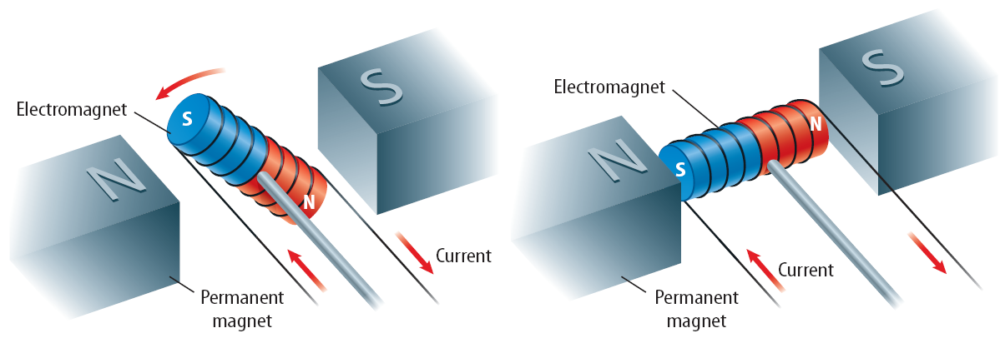 Electromagnet
S
N
N
S
Current
Permanent
magnet
Electromagnet
S
N
N
S
Current
Permanent
magnet